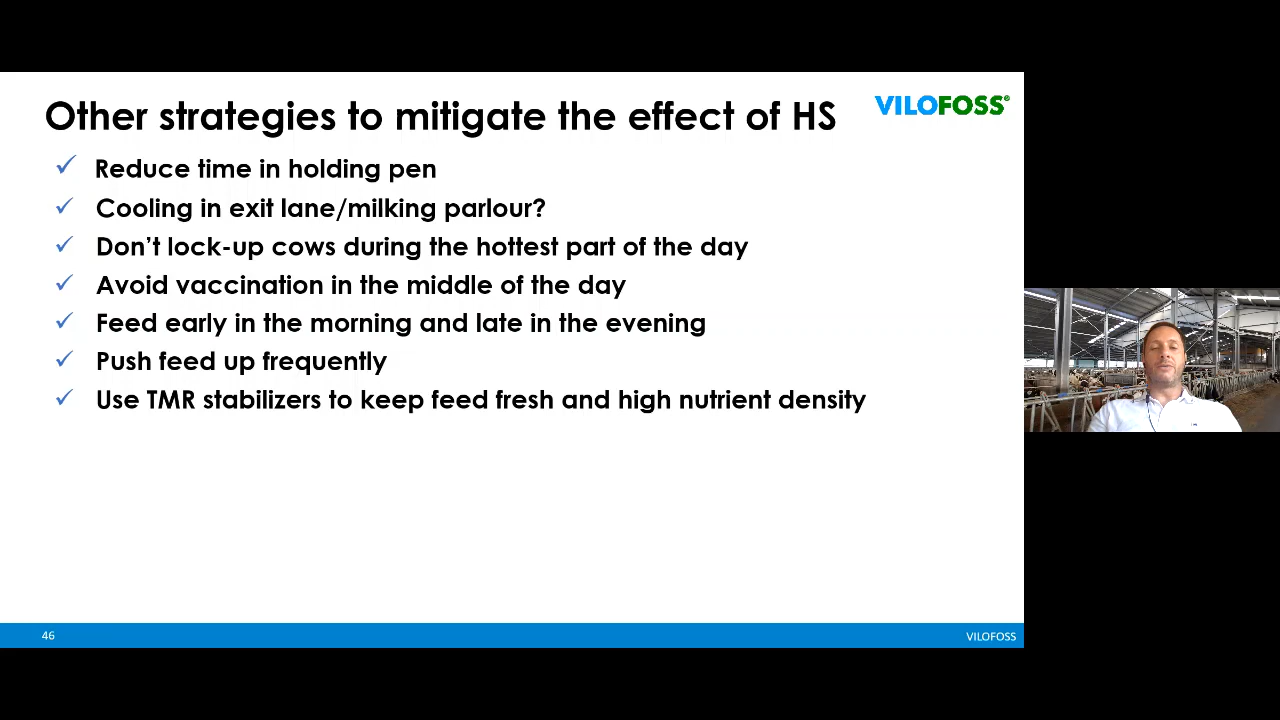 Other strategies to mitigate the effect of HS
VILOFOSS®
✓ Reduce time in holding pen
✓ Cooling in exit lane/milking parlour?
✓ Don’t lock-up cows during the hottest part of the day
✓ Avoid vaccination in the middle of the day
✓ Feed early in the morning and late in the evening
✓ Push feed up frequently
✓ Use TMR stabilizers to keep feed fresh and high nutrient density
46
VILOFOSS